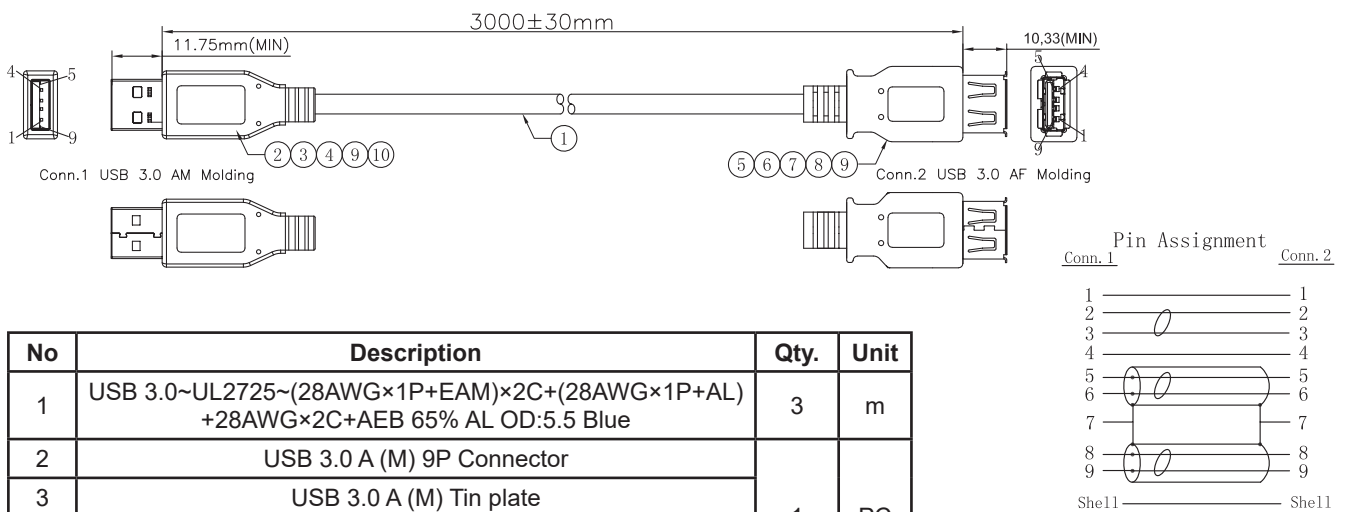 3000±30mm
11.75mm(MIN)
10,33(MIN)
4 5
1 9
5 4
9 1
2 3 4 9 10
1
5 6 7 8 9
Conn.1 USB 3.0 AM Molding
Conn.2 USB 3.0 AF Molding
Pin Assignment
Conn. 1 Conn. 2
1 1
2 2
3 3
4 4
5 5
6 6
7 7
8 8
9 9
Shell Shell
No Description Qty. Unit
1 USB 3.0~UL2725~(28AWG×1P+EAM)×2C+(28AWG×1P+AL)
+28AWG×2C+AEB 65% AL OD:5.5 Blue 3 m
2 USB 3.0 A (M) 9P Connector
3 USB 3.0 A (M) Tin plate